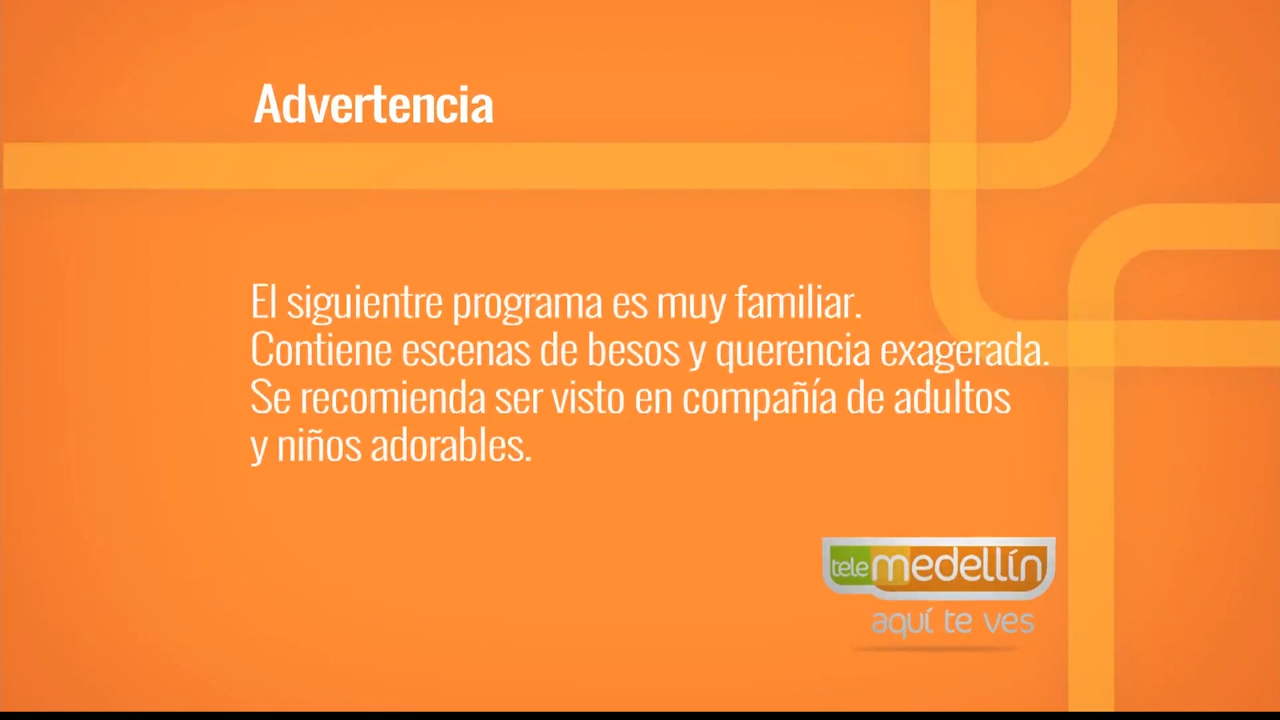 Advertencia
El siguientre programa es muy familiar.
Contiene escenas de besos y querencia exagerada.
Se recomienda ser visto en compañía de adultos
y niños adorables.
tele medellín
aquí te ves